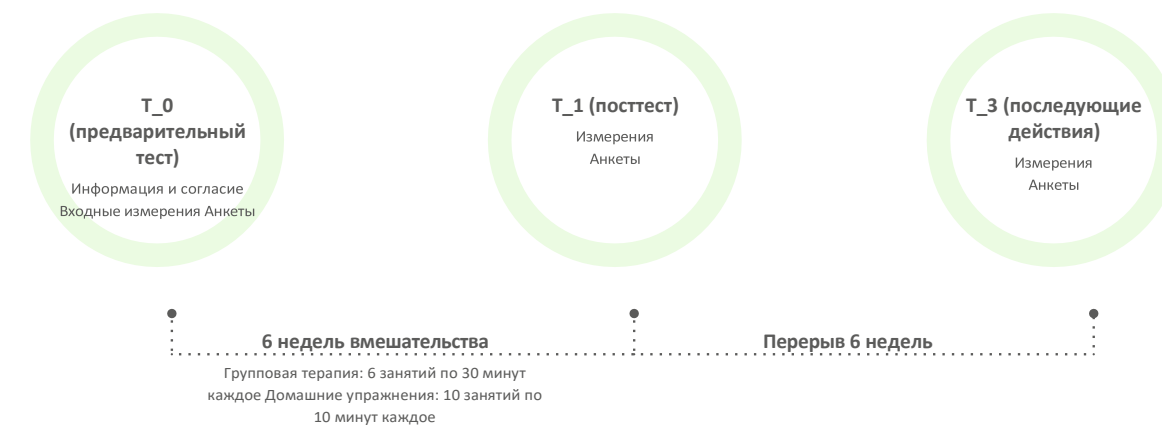 T_0
(предварительный
тест)
Информация и согласие
Входные измерения Анкеты
T_1 (посттест)
Измерения
Анкеты
T_3 (последующие
действия)
Измерения
Анкеты
6 недель вмешательства
Групповая терапия: 6 занятий по 30 минут
каждое Домашние упражнения: 10 занятий по
10 минут каждое
Перерыв 6 недель